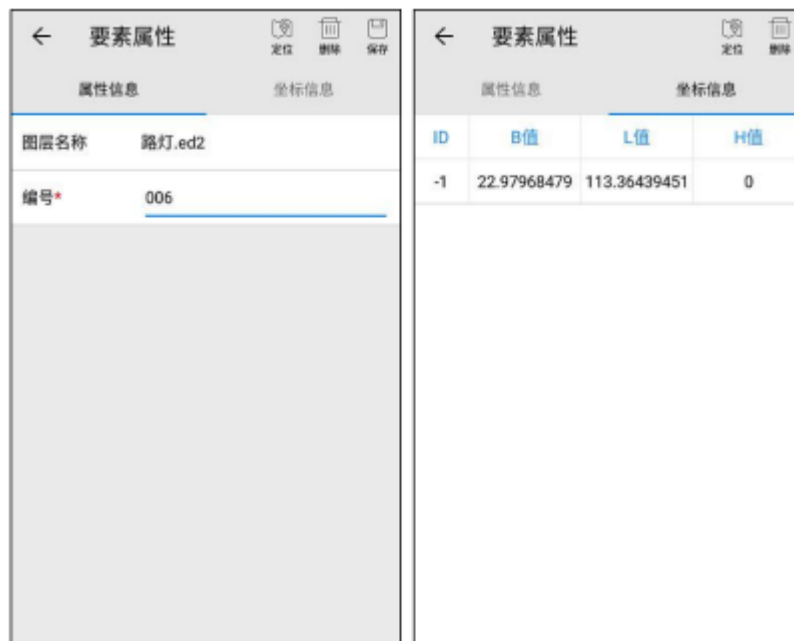 要素属性
定位 删除 保存
属性信息 坐标信息
图层名称 路灯.ed2
编号* 006
要素属性
定位 删除
属性信息 坐标信息
ID B值 L值 H值
-1 22.97968479 113.36439451 0